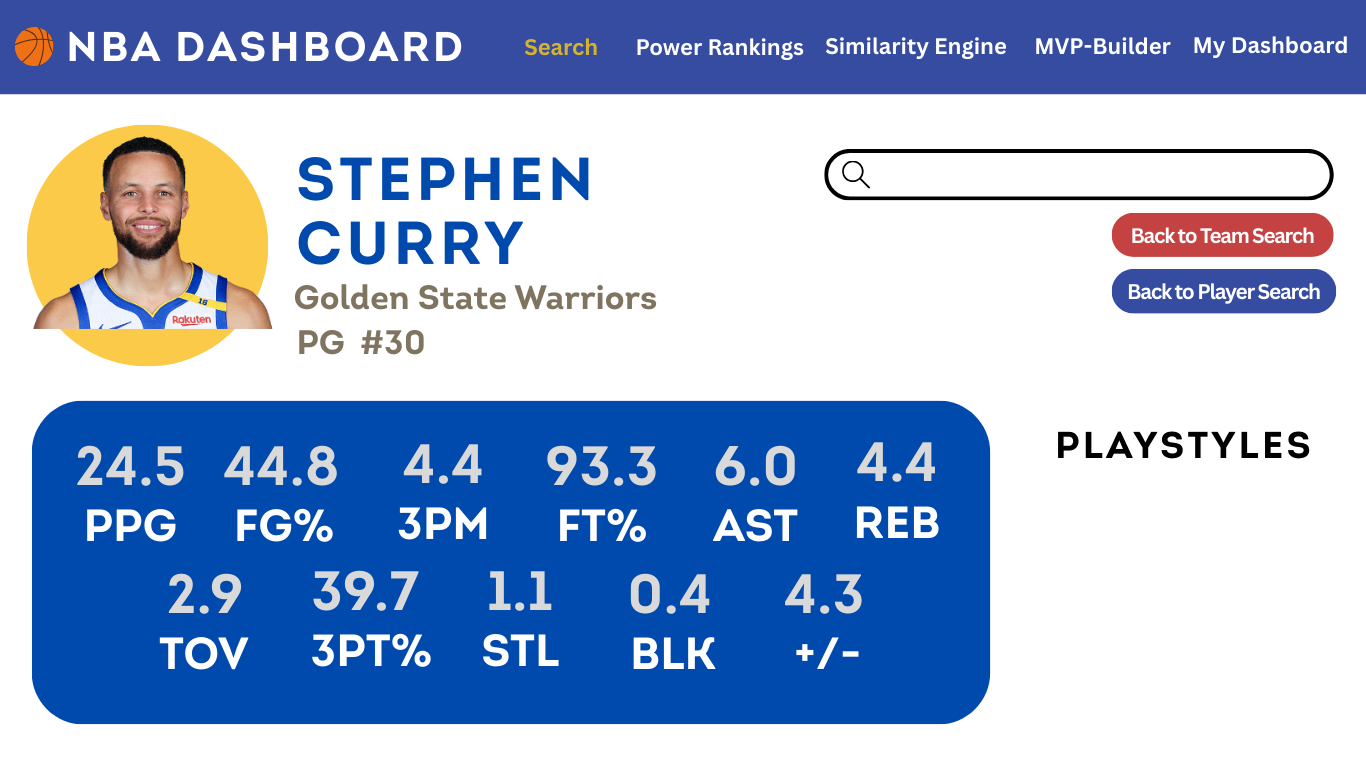 NBA DASHBOARD
Search
Power Rankings
Similarity Engine
MVP-Builder
My Dashboard
STEPHEN
CURRY
Golden State Warriors
PG #30
18
Rakuten
Back to Team Search
Back to Player Search
24.5 44.8 4.4 93.3 6.0 4.4
PPG FG% 3PM FT% AST REB
2.9 39.7 1.1 0.4 4.3
TOV 3PT% STL BLK +/-
PLAYSTYLES